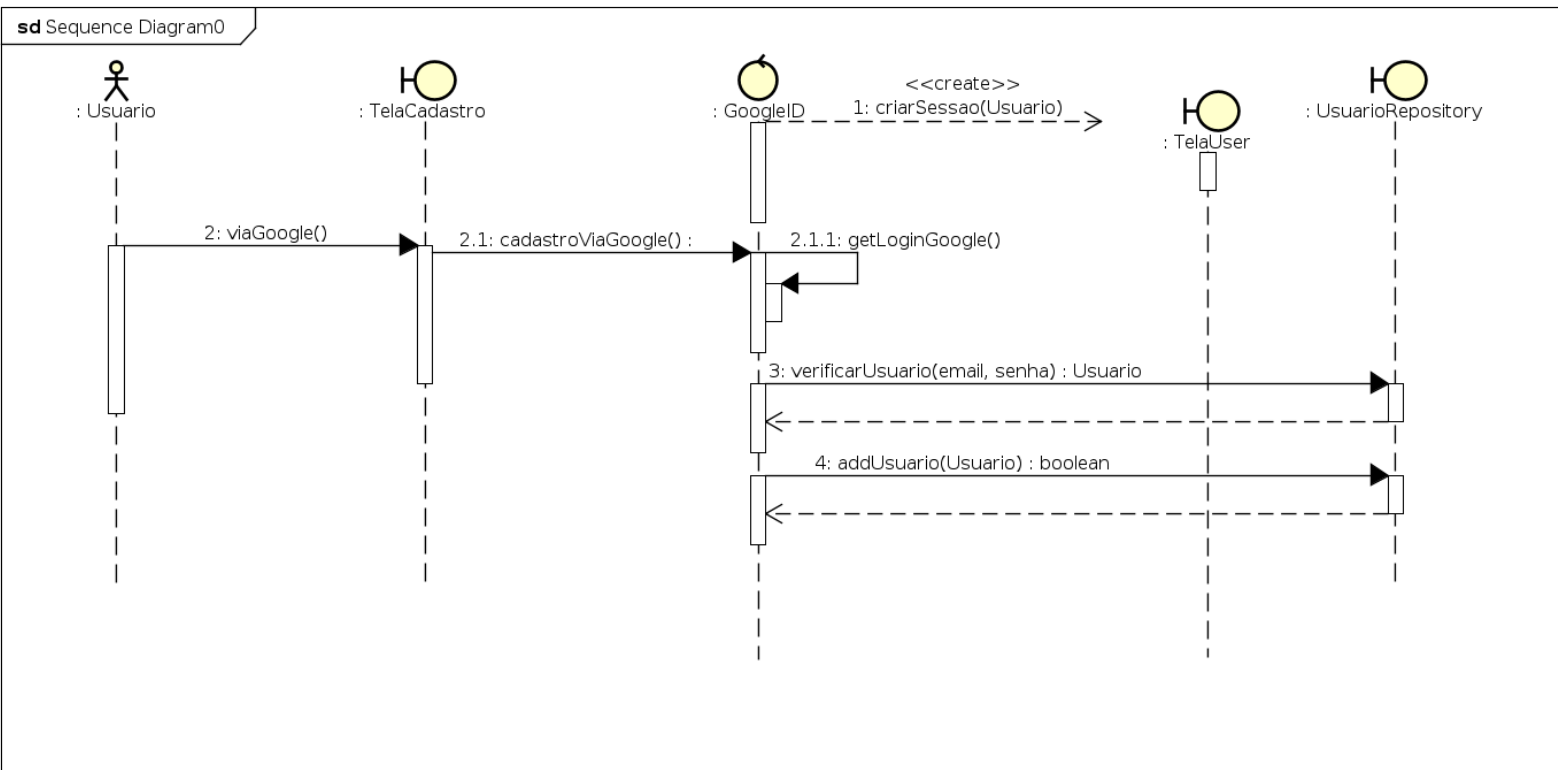 sd Sequence Diagram0
: Usuario
: TelaCadastro
: GoogleID
<<create>>
1: criarSessao(Usuario)
: TelaUser
: UsuarioRepository
2: viaGoogle()
2.1: cadastroViaGoogle() :
2.1.1: getLoginGoogle()
3: verificarUsuario(email, senha) : Usuario
4: addUsuario(Usuario) : boolean